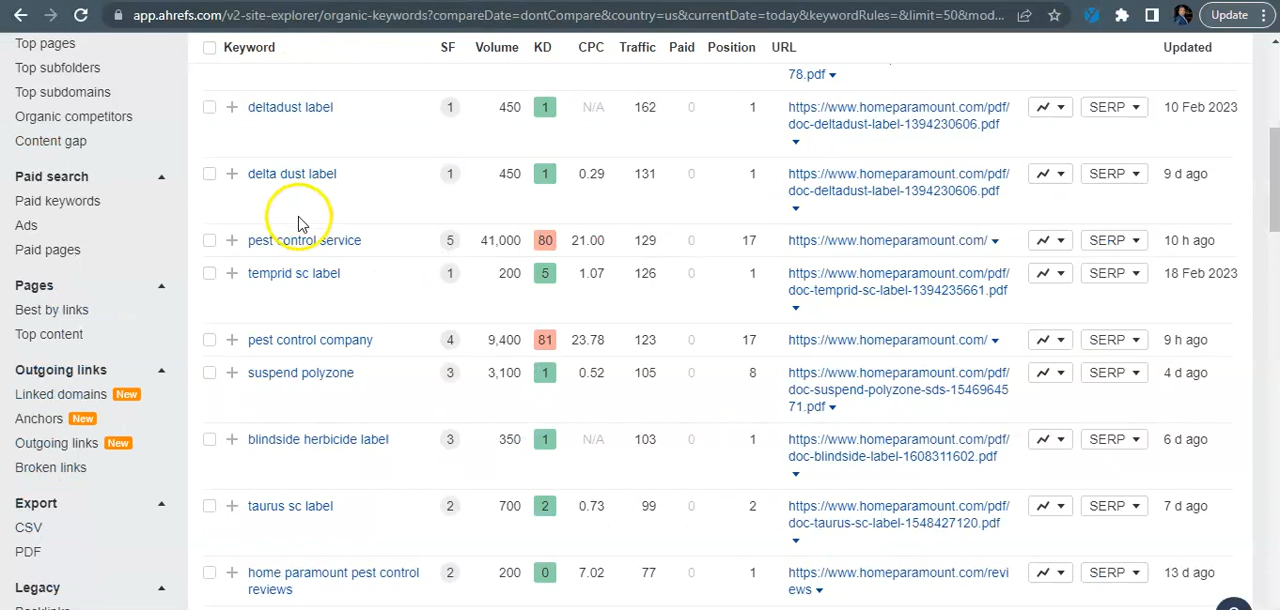 app.ahrefs.com/v2-site-explorer/organic-keywords?compareDate=dontCompare&country=us&currentDate=today&keywordRules=&limit=50&mod...
Update
Top pages
Top subfolders
Top subdomains
Organic competitors
Content gap
Paid search
Paid keywords
Ads
Paid pages
Pages
Best by links
Top content
Outgoing links
Linked domains New
Anchors New
Outgoing links New
Broken links
Export
CSV
PDF
Legacy
Keyword SF Volume KD CPC Traffic Paid Position URL Updated
78.pdf
deltadust label 1 450 1 N/A 162 0 1 https://www.homeparamount.com/pdf/ SERP 10 Feb 2023
doc-deltadust-label-1394230606.pdf
delta dust label 1 450 1 0.29 131 0 1 https://www.homeparamount.com/pdf/ SERP 9 d ago
doc-deltadust-label-1394230606.pdf
pest control service 5 41,000 80 21.00 129 0 17 https://www.homeparamount.com/ SERP 10 h ago
temprid sc label 1 200 5 1.07 126 0 1 https://www.homeparamount.com/pdf/ SERP 18 Feb 2023
doc-temprid-sc-label-1394235661.pdf
pest control company 4 9,400 81 23.78 123 0 17 https://www.homeparamount.com/ SERP 9 h ago
suspend polyzone 3 3,100 1 0.52 105 0 8 https://www.homeparamount.com/pdf/ SERP 4 d ago
doc-suspend-polyzone-sds-15469645
71.pdf
blindside herbicide label 3 350 1 N/A 103 0 1 https://www.homeparamount.com/pdf/ SERP 6 d ago
doc-blindside-label-1608311602.pdf
taurus sc label 2 700 2 0.73 99 0 2 https://www.homeparamount.com/pdf/ SERP 7 d ago
doc-taurus-sc-label-1548427120.pdf
home paramount pest control 2 200 0 7.02 77 0 1 https://www.homeparamount.com/revi SERP 13 d ago
reviews ews